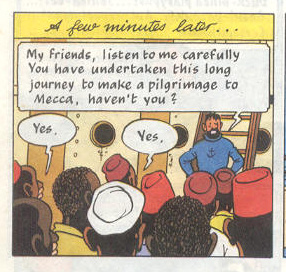 A few minutes later...
My friends, listen to me carefully
You have undertaken this long
journey to make a pilgrimage to
Mecca, haven't you?
Yes.
Yes.